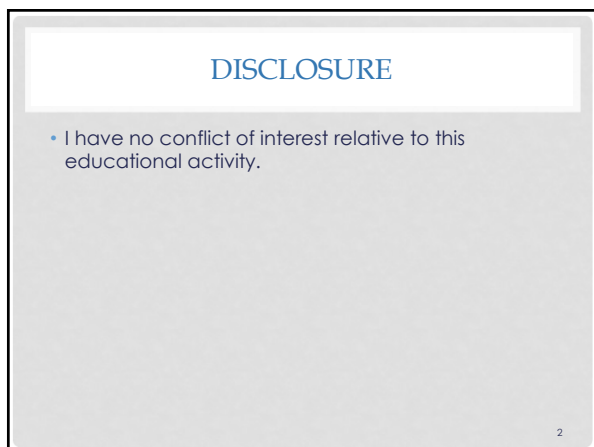 DISCLOSURE
• I have no conflict of interest relative to this
educational activity.
2